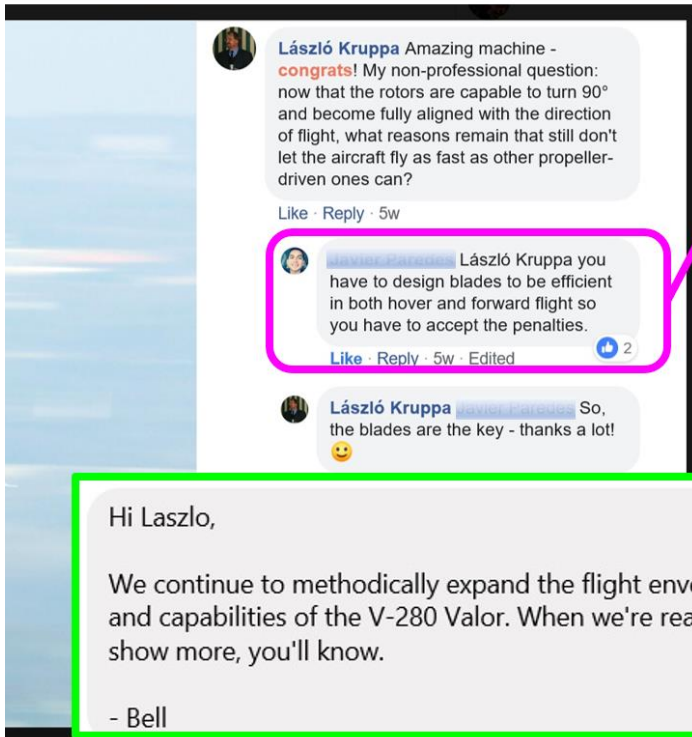 László Kruppa Amazing machine -
congrats! My non-professional question:
now that the rotors are capable to turn 90°
and become fully aligned with the direction
of flight, what reasons remain that still don't
let the aircraft fly as fast as other propeller-
driven ones can?
Like · Reply · 5w
Javier Paredes László Kruppa you
have to design blades to be efficient
in both hover and forward flight so
you have to accept the penalties.
2
Like · Reply · 5w · Edited
László Kruppa Javier Paredes So,
the blades are the key - thanks a lot!
Hi Laszlo,
We continue to methodically expand the flight enve
and capabilities of the V-280 Valor. When we're rea
show more, you'll know.
- Bell